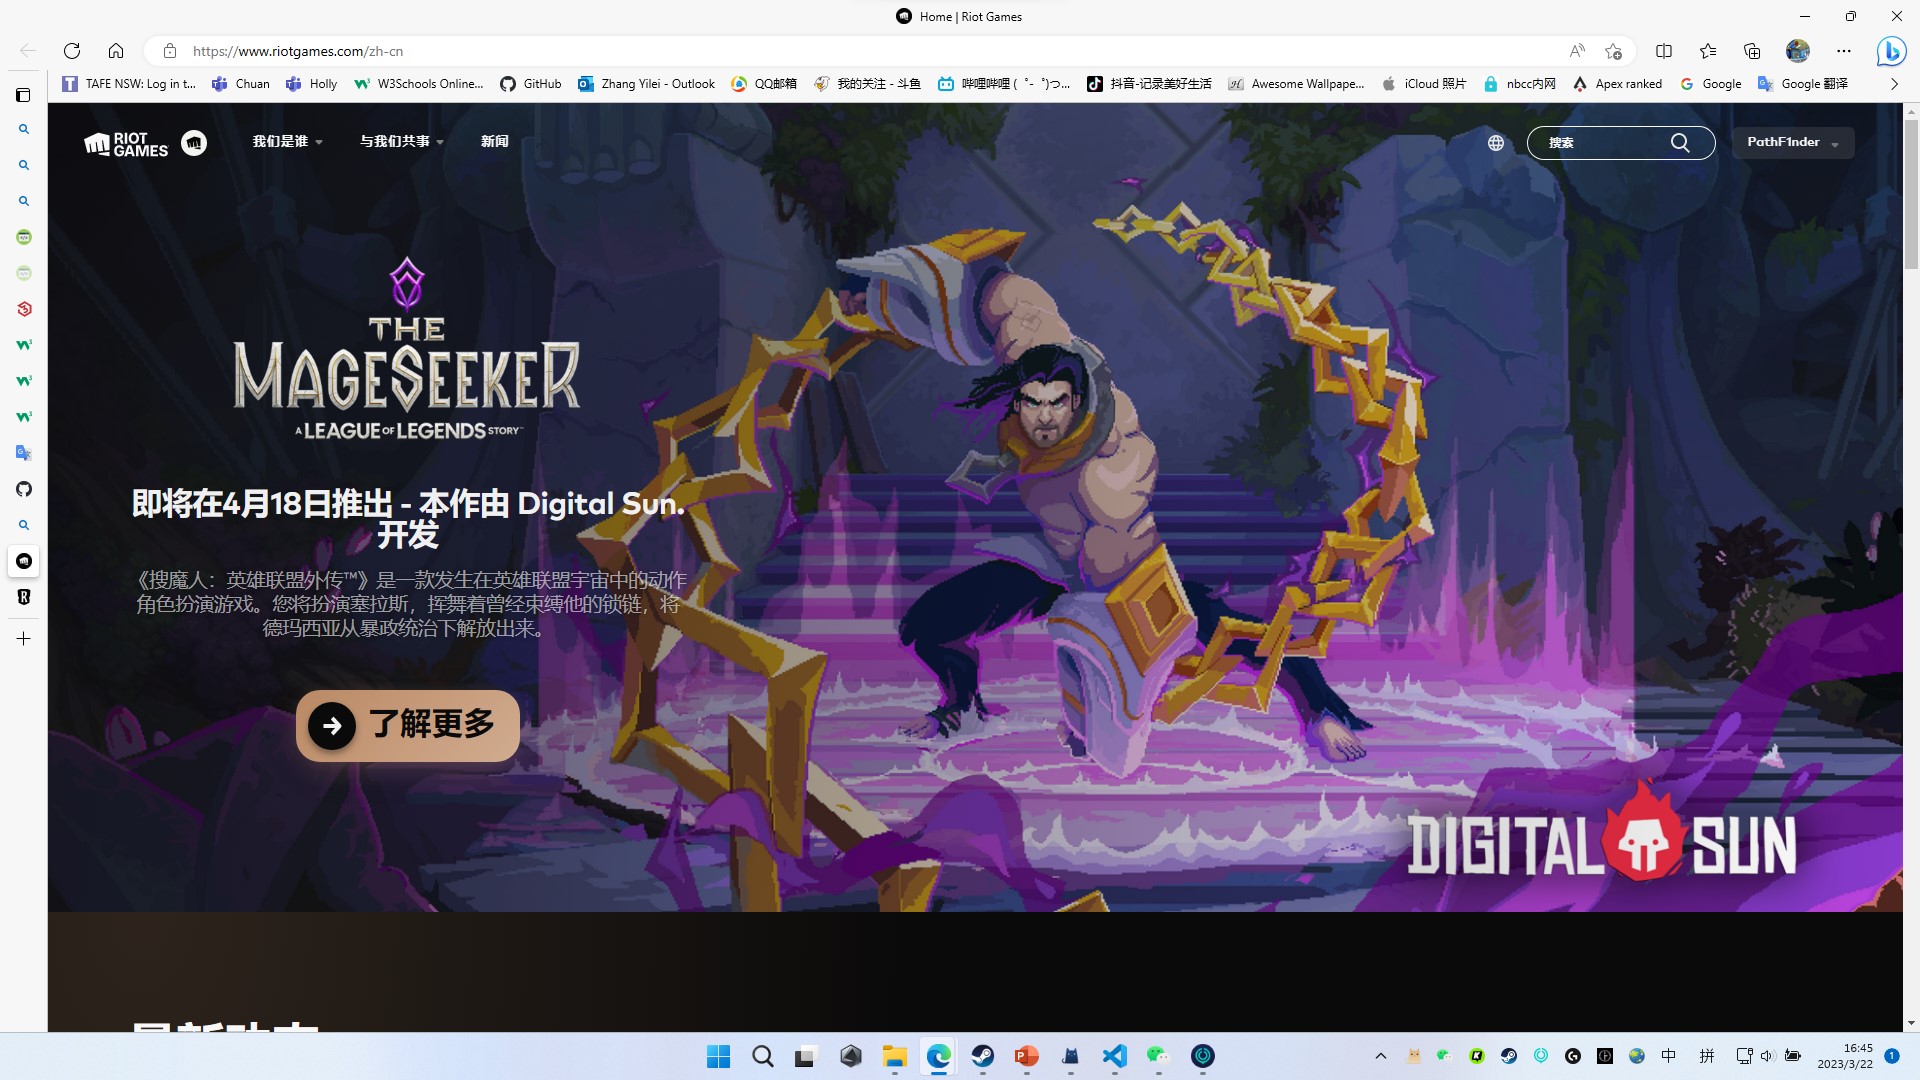 Home | Riot Games
https://www.riotgames.com/zh-cn
TAFE NSW: Log in t...
Chuan
Holly
W3Schools Online...
GitHub
Zhang Yilei - Outlook
QQ邮箱
我的关注 - 斗鱼
哔哩哔哩 (゜-゜)つ...
抖音-记录美好生活
Awesome Wallpape...
iCloud 照片
nbcc内网
Apex ranked
Google
Google 翻译
RIOT
GAMES
我们是谁
与我们共事
新闻
搜索
PathF1nder
THE
MAGESEEKER
A LEAGUE OF LEGENDS STORY™
即将在4月18日推出 - 本作由 Digital Sun.
开发
《搜魔人：英雄联盟外传™》是一款发生在英雄联盟宇宙中的动作
角色扮演游戏。您将扮演塞拉斯，挥舞着曾经束缚他的锁链，将
德玛西亚从暴政统治下解放出来。
了解更多
DIGITAL SUN
中
拼
16:45
2023/3/22
1